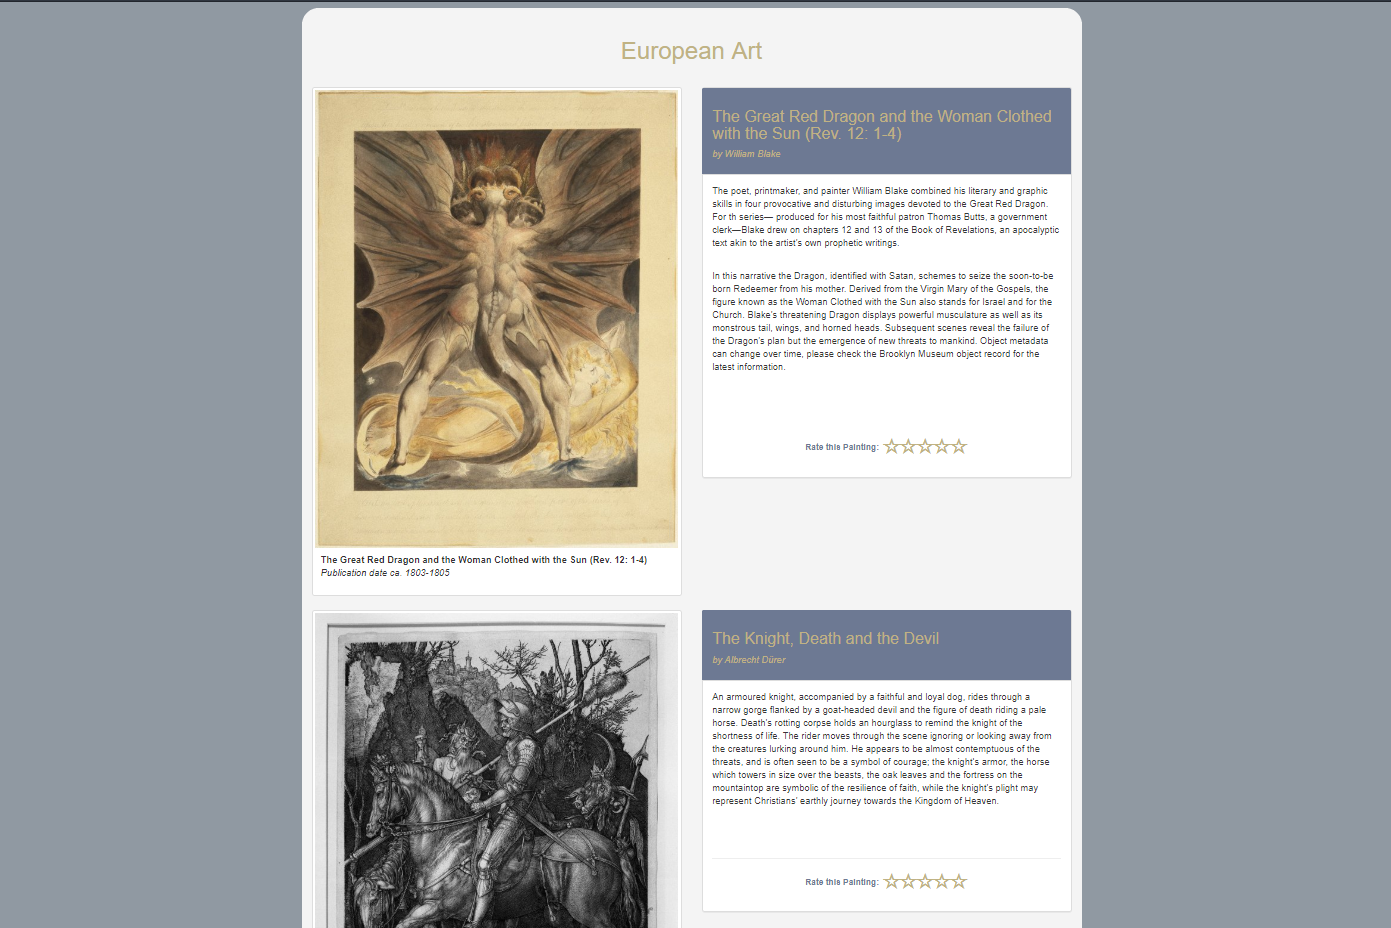 European Art
The Great Red Dragon and the Woman Clothed
with the Sun (Rev. 12: 1-4)
by William Blake
The poet, printmaker, and painter William Blake combined his literary and graphic
skills in four provocative and disturbing images devoted to the Great Red Dragon.
For th series— produced for his most faithful patron Thomas Butts, a government
clerk—Blake drew on chapters 12 and 13 of the Book of Revelations, an apocalyptic
text akin to the artist's own prophetic writings.
In this narrative the Dragon, identified with Satan, schemes to seize the soon-to-be
born Redeemer from his mother. Derived from the Virgin Mary of the Gospels, the
figure known as the Woman Clothed with the Sun also stands for Israel and for the
Church. Blake's threatening Dragon displays powerful musculature as well as its
monstrous tail, wings, and horned heads. Subsequent scenes reveal the failure of
the Dragon's plan but the emergence of new threats to mankind. Object metadata
can change over time, please check the Brooklyn Museum object record for the
latest information.
Rate this Painting:
The Great Red Dragon and the Woman Clothed with the Sun (Rev. 12: 1-4)
Publication date ca. 1803-1805
The Knight, Death and the Devil
by Albrecht Dürer
An armoured knight, accompanied by a faithful and loyal dog, rides through a
narrow gorge flanked by a goat-headed devil and the figure of death riding a pale
horse. Death's rotting corpse holds an hourglass to remind the knight of the
shortness of life. The rider moves through the scene ignoring or looking away from
the creatures lurking around him. He appears to be almost contemptuous of the
threats, and is often seen to be a symbol of courage; the knight's armor, the horse
which towers in size over the beasts, the oak leaves and the fortress on the
mountaintop are symbolic of the resilience of faith, while the knight's plight may
represent Christians' earthly journey towards the Kingdom of Heaven.
Rate this Painting: